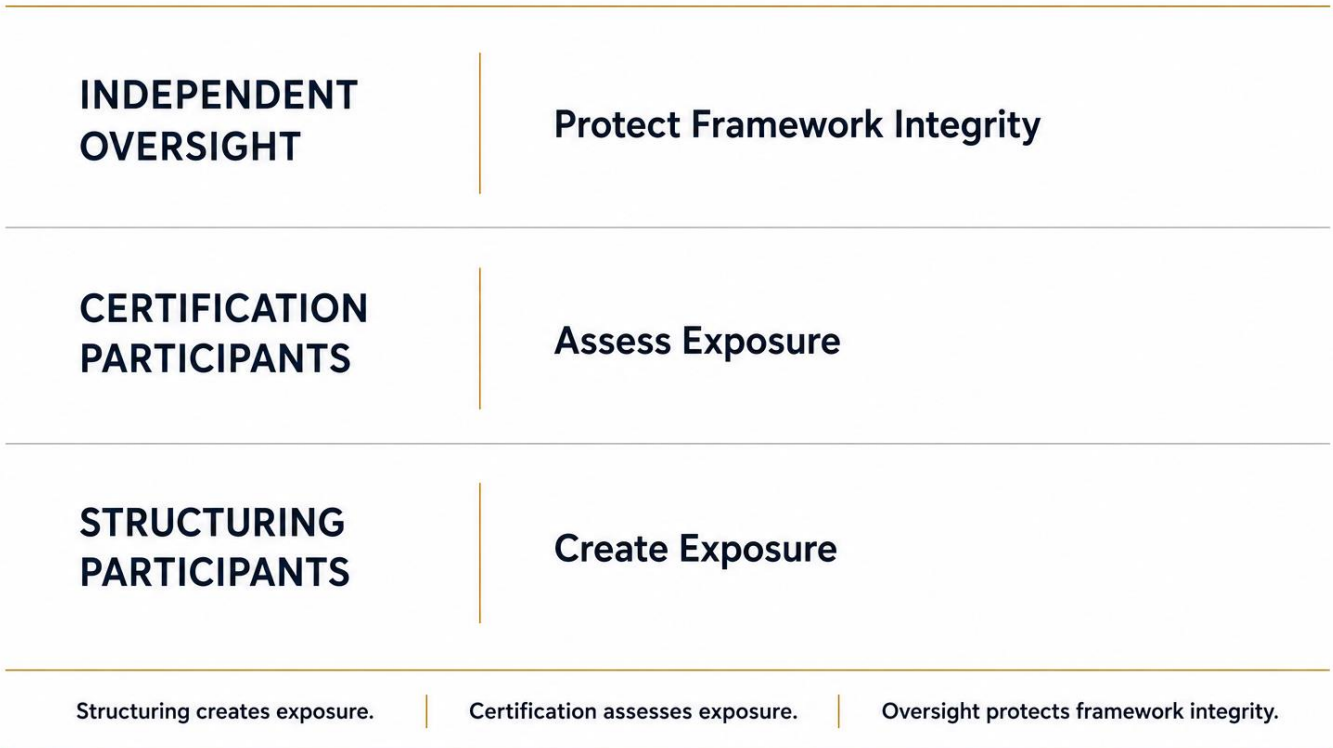 INDEPENDENT
OVERSIGHT
Protect Framework Integrity
CERTIFICATION
PARTICIPANTS
Assess Exposure
STRUCTURING
PARTICIPANTS
Create Exposure
Structuring creates exposure.
Certification assesses exposure.
Oversight protects framework integrity.